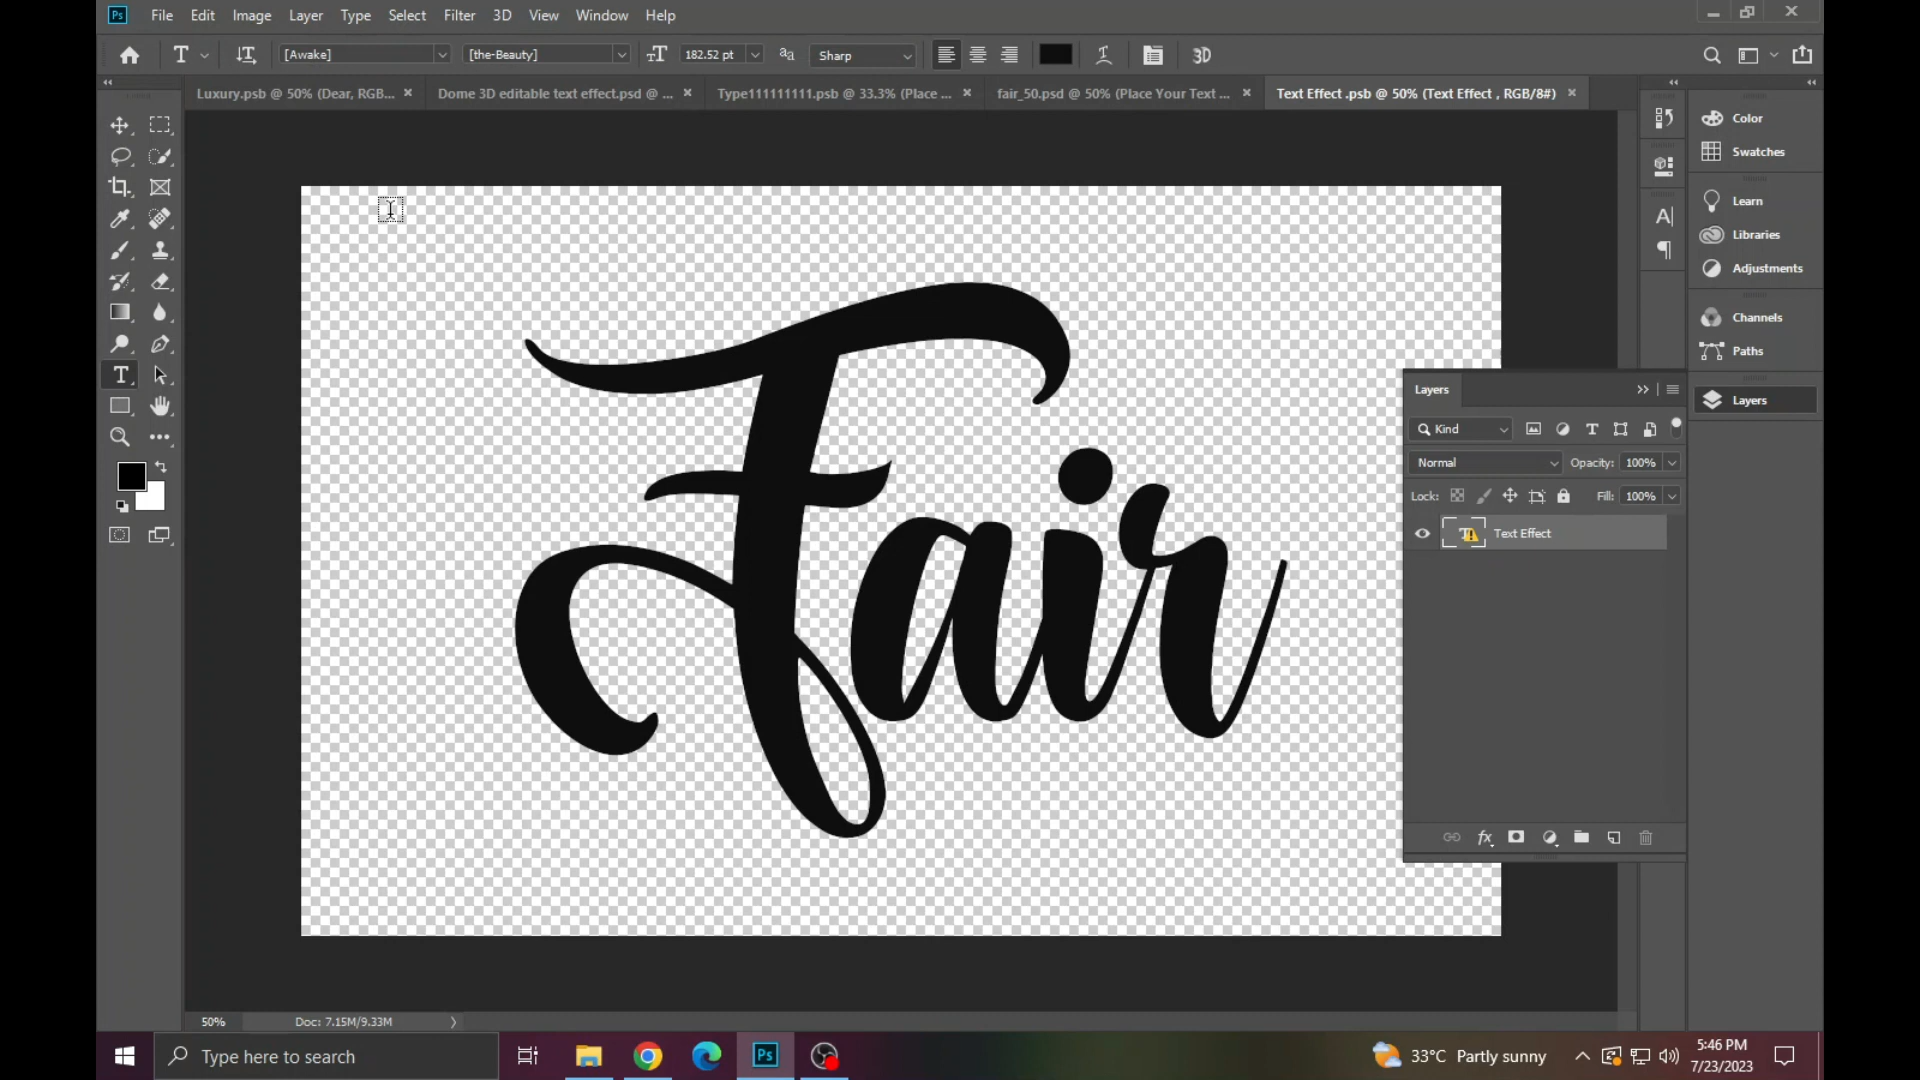 Ps File Edit Image Layer Type Select Filter 3D View Window Help
T [Awake] [the-Beauty] 182.52 pt aa Sharp 3D
Luxury.psb @ 50% (Dear, RGB... × Dome 3D editable text effect.psd @ ... × Type111111111.psb @ 33.3% (Place ... × fair_50.psd @ 50% (Place Your Text ... × Text Effect .psb @ 50% (Text Effect , RGB/8#) ×
Color
Swatches
Learn
Libraries
Adjustments
Channels
Paths
Layers
Fair
Layers
Kind
Normal Opacity: 100%
Lock: Fill: 100%
Text Effect
fx
50% Doc: 7.15M/9.33M
Type here to search
Ps
33°C Partly sunny
5:46 PM
7/23/2023